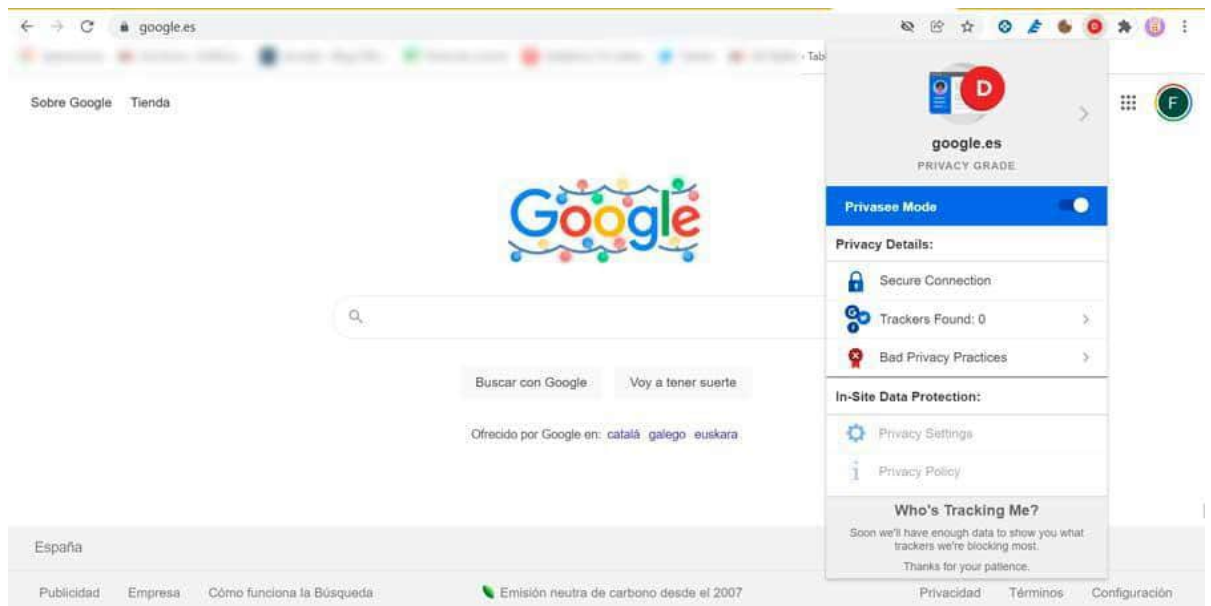 google.es
Tab
Sobre Google Tienda
F
D
google.es
PRIVACY GRADE
Google
Privasee Mode
Privacy Details:
Secure Connection
Trackers Found: 0
Bad Privacy Practices
Buscar con Google Voy a tener suerte
In-Site Data Protection:
Ofrecido por Google en: català galego euskara
Privacy Settings
Privacy Policy
Who's Tracking Me?
Soon we'll have enough data to show you what
trackers we're blocking most.
Thanks for your patience.
España
Publicidad Empresa Cómo funciona la Búsqueda Emisión neutra de carbono desde el 2007 Privacidad Términos Configuración